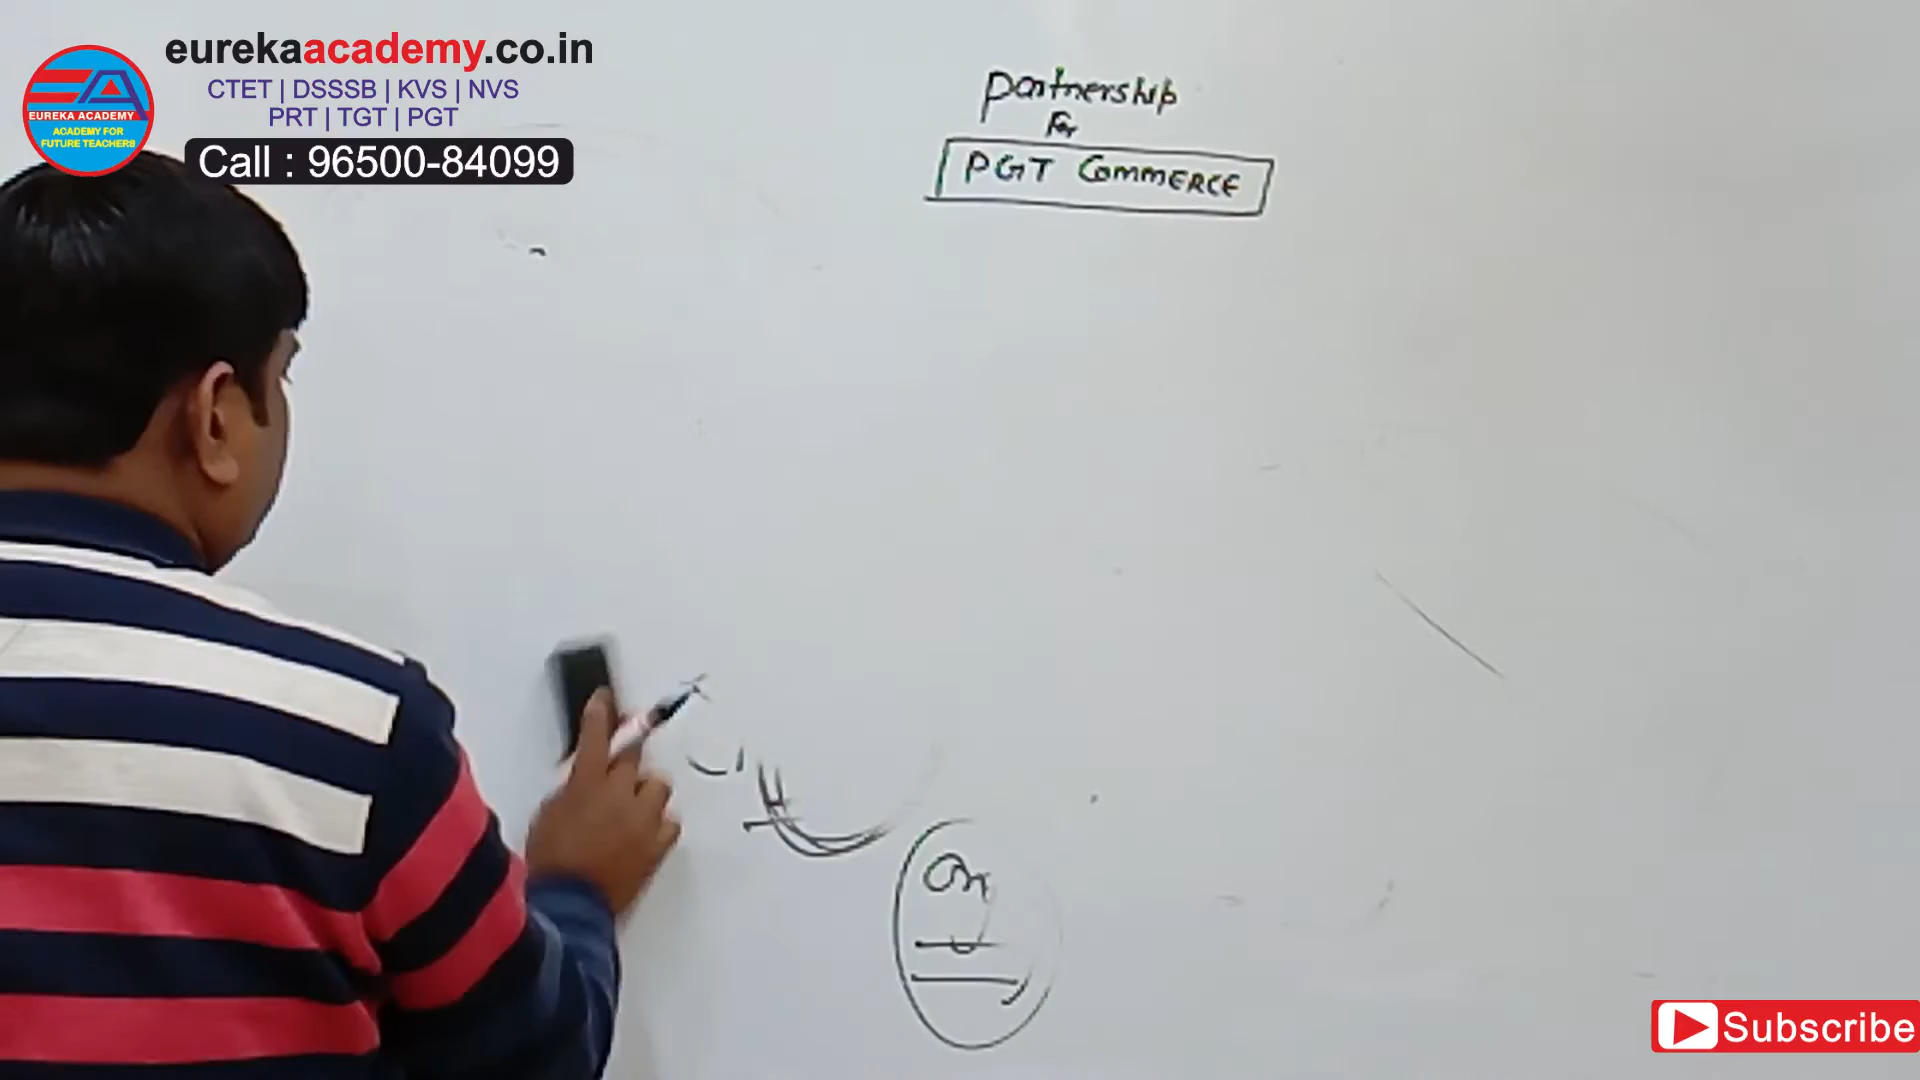 eurekaacademy.co.in
CTET | DSSSB | KVS | NVS
PRT | TGT | PGT
Call : 96500-84099
EUREKA ACADEMY
ACADEMY FOR
FUTURE TEACHERS
Partnership
For
PGT COMMERCE
Subscribe